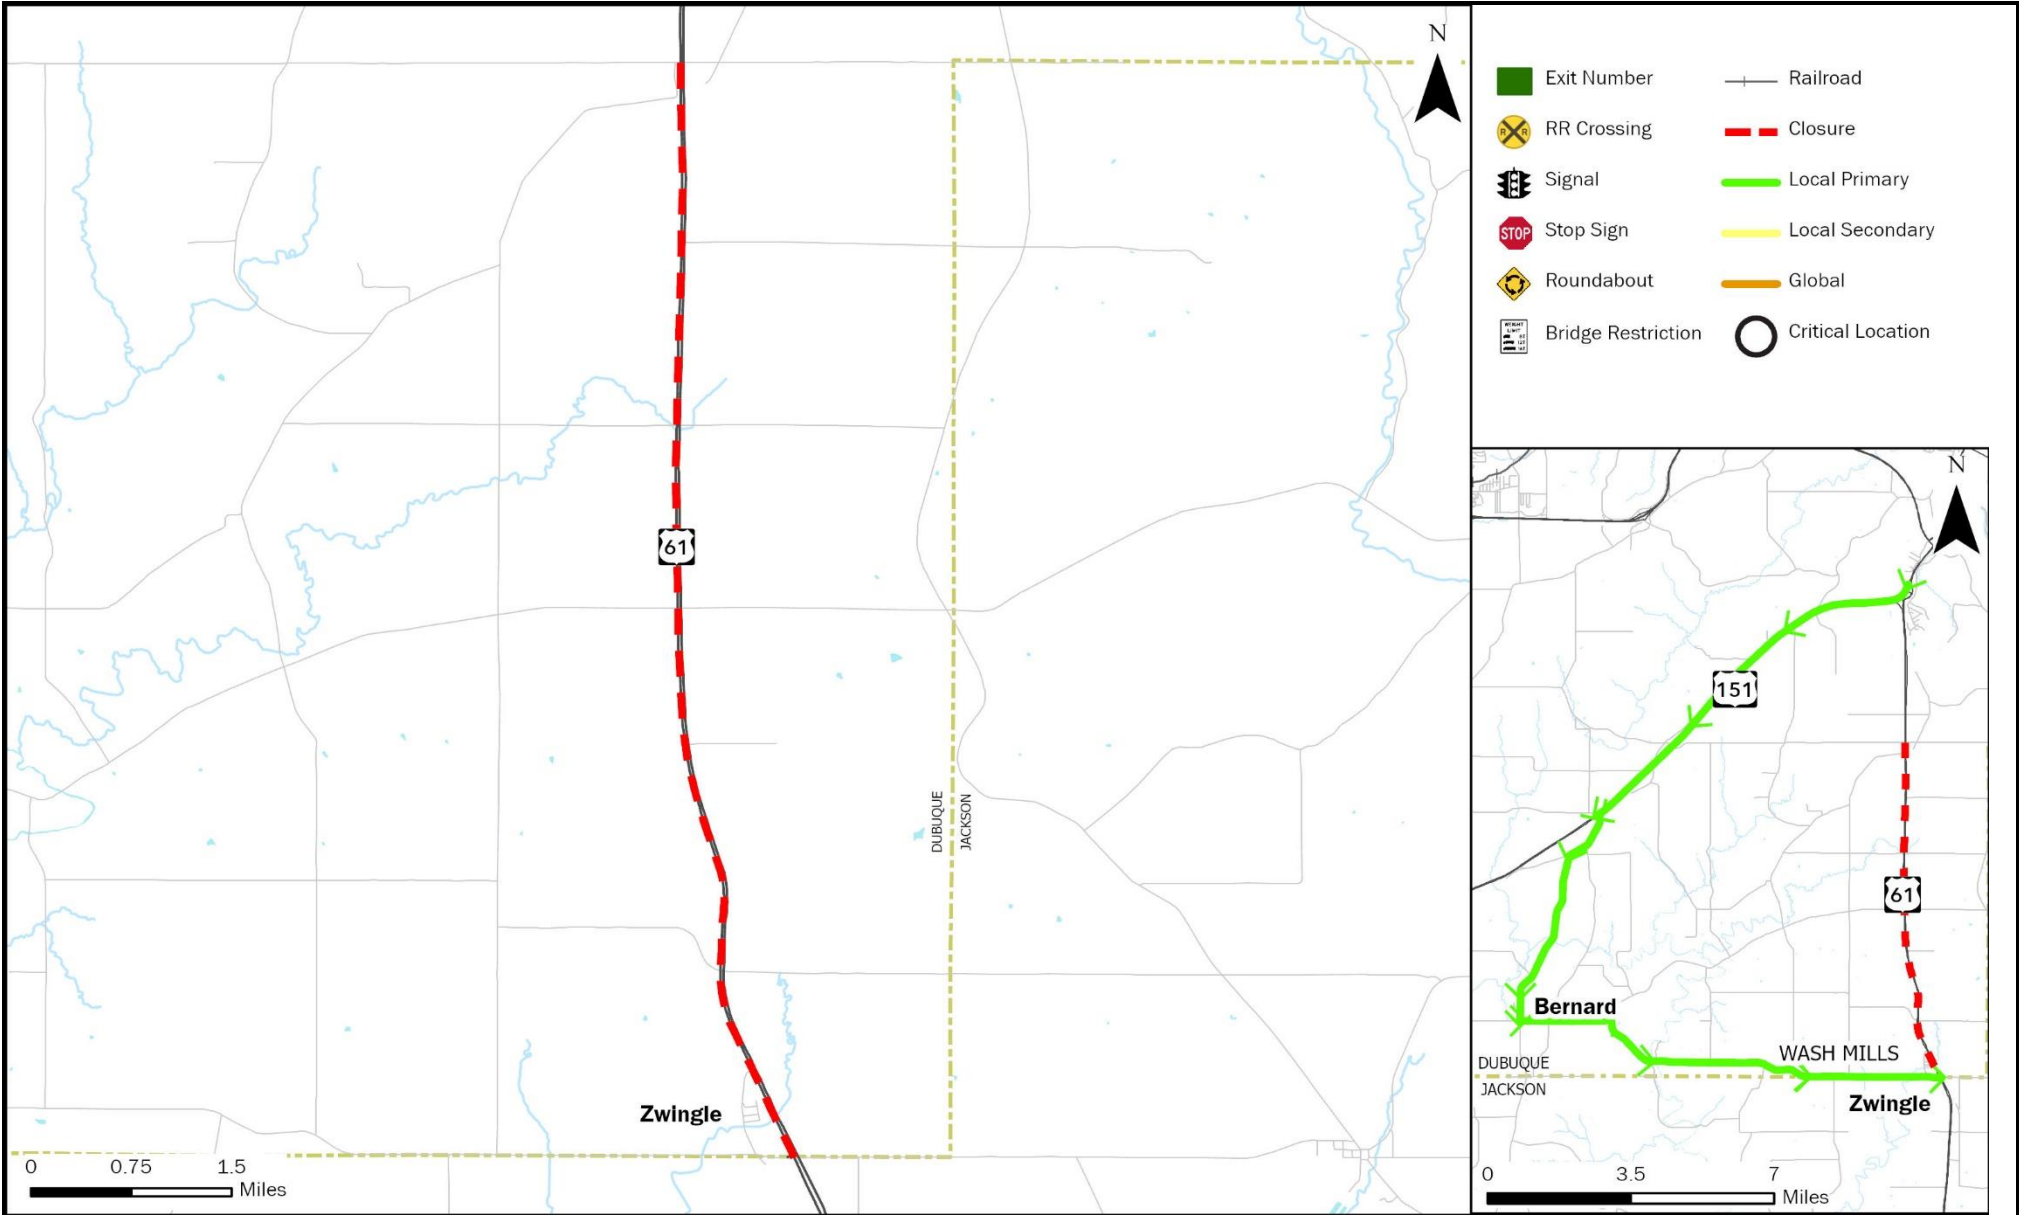 N
61
DUBUQUE
JACKSON
Zwingle
0 0.75 1.5
Miles
Exit Number
RR Crossing
Signal
STOP
Stop Sign
Roundabout
Bridge Restriction
Railroad
Closure
Local Primary
Local Secondary
Global
Critical Location
N
151
61
Bernard
WASH MILLS
DUBUQUE
JACKSON
Zwingle
0 3.5 7
Miles